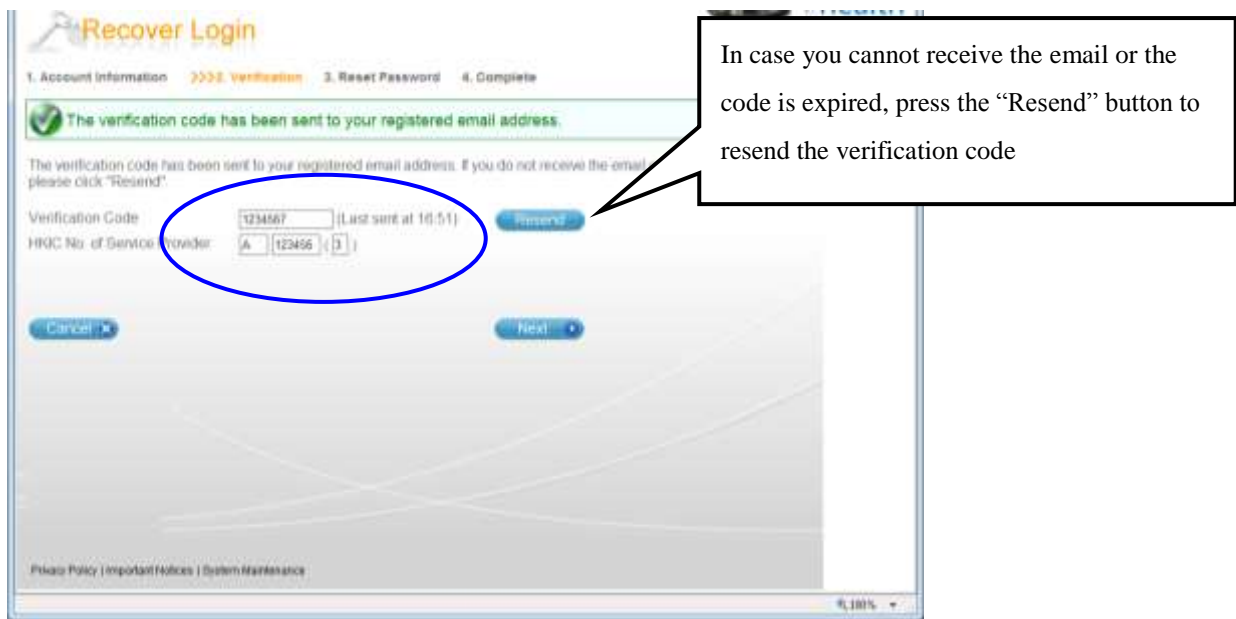 Recover Login
1. Account Information >>>>2. Verification 3. Reset Password 4. Complete
The verification code has been sent to your registered email address.
The verification code has been sent to your registered email address. If you do not receive the email
please click "Resend".
Verification Code 1234567 (Last sent at 16:51) Resend
HKIC No. of Service Provider A 123456 ( 3 )
Cancel Next
Privacy Policy | Important Notices | System Maintenance
100%
In case you cannot receive the email or the
code is expired, press the “Resend” button to
resend the verification code